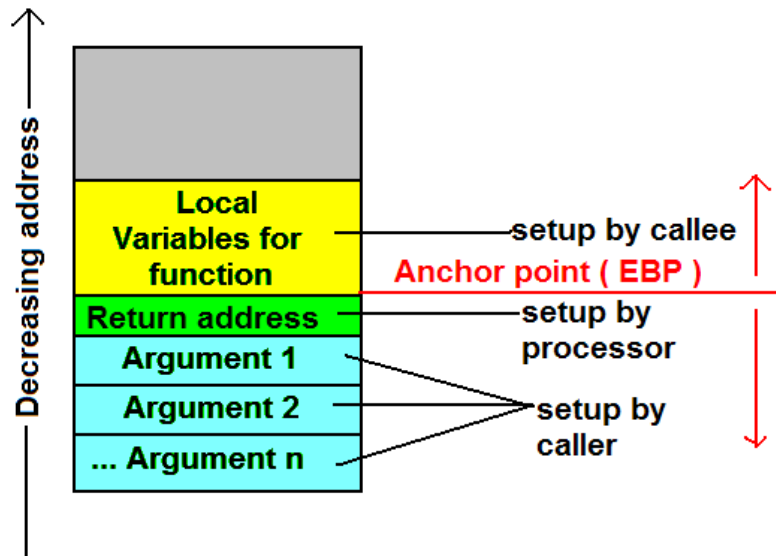 Decreasing address
Local
Variables for
function
setup by callee
Anchor point ( EBP )
Return address
setup by
processor
Argument 1
Argument 2
setup by
caller
... Argument n